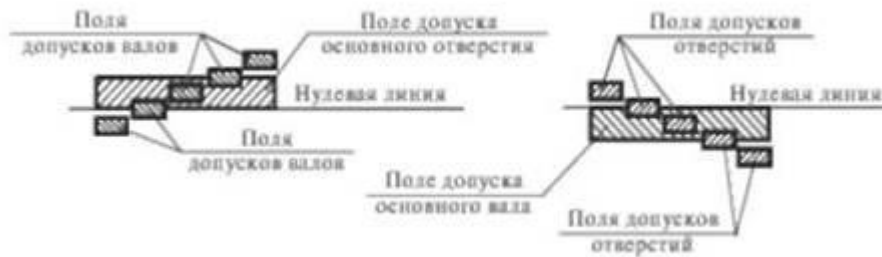 Поля
допусков валов
Поле допуска
основного отверстия
Нулевая линия
Поля
допусков валов
Поля допусков
отверстий
Нулевая линия
Поле допуска
основного вала
Поля допусков
отверстий